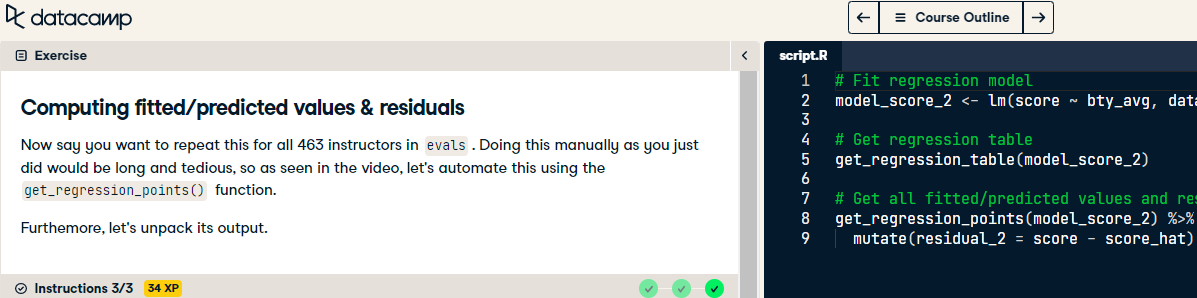 datacamp
Course Outline
Exercise
Computing fitted/predicted values & residuals
Now say you want to repeat this for all 463 instructors in evals . Doing this manually as you just
did would be long and tedious, so as seen in the video, let's automate this using the
get_regression_points() function.
Furthermore, let's unpack its output.
Instructions 3/3 34 XP
script.R
1 # Fit regression model
2 model_score_2 <- lm(score ~ bty_avg, data
3
4 # Get regression table
5 get_regression_table(model_score_2)
6
7 # Get all fitted/predicted values and res
8 get_regression_points(model_score_2) %>%
9 mutate(residual_2 = score - score_hat)